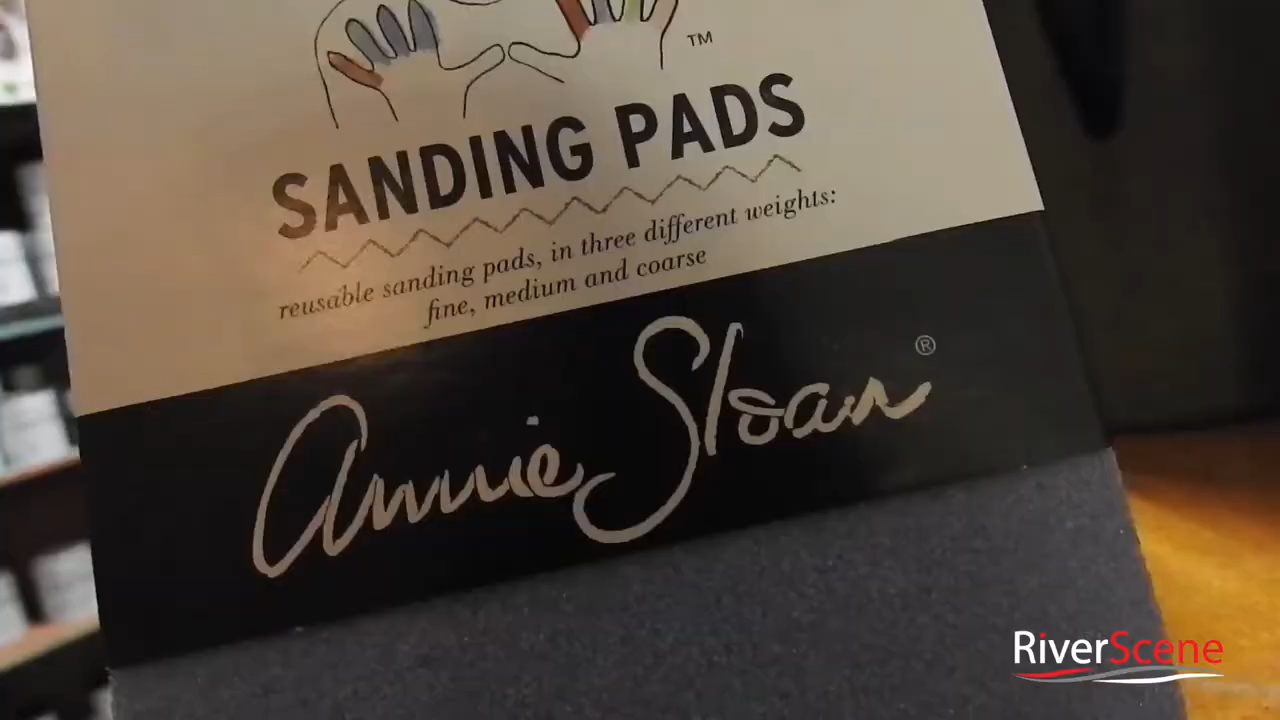 TM
SANDING PADS
reusable sanding pads, in three different weights:
fine, medium and coarse
Annie Sloan ®
RiverScene